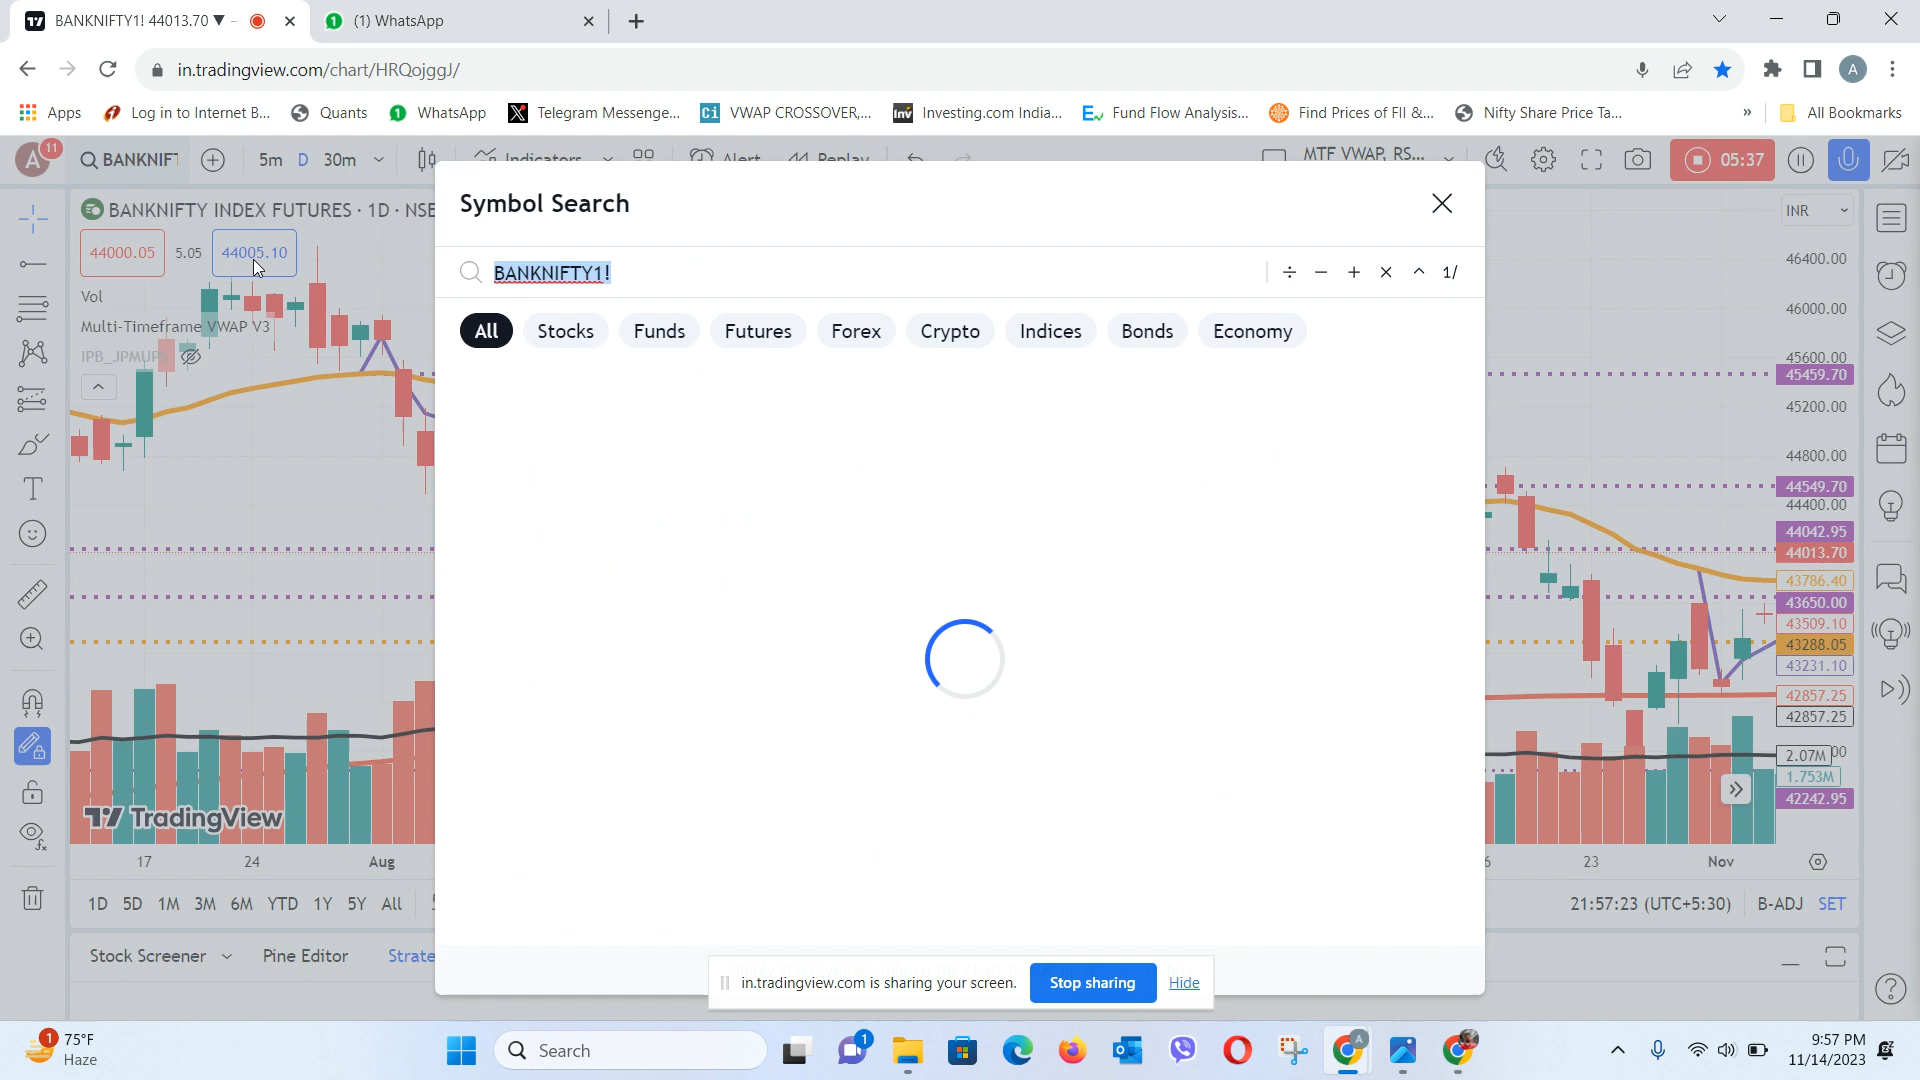 BANKNIFTY1! 44013.70 ▼ −
(1) WhatsApp
in.tradingview.com/chart/HRQojggJ/
A
Apps
Log in to Internet B...
Quants
WhatsApp
Telegram Messenge...
VWAP CROSSOVER,...
Investing.com India...
Fund Flow Analysis...
Find Prices of FII &...
Nifty Share Price Ta...
»
All Bookmarks
A
11
BANKNIFT
5m
D
30m
Indicators
Alert
Replay
MTF VWAP, RS...
05:37
Symbol Search
BANKNIFTY INDEX FUTURES · 1D · NSE
INR
44000.05
5.05
44005.10
BANKNIFTY1!
÷ − + × ^ 1/
Vol
Multi-Timeframe VWAP V3
IPB_JPMUPS
All
Stocks
Funds
Futures
Forex
Crypto
Indices
Bonds
Economy
46400.00
46000.00
45600.00
45459.70
45200.00
44800.00
44549.70
44400.00
44042.95
44013.70
43786.40
43650.00
43509.10
43288.05
43231.10
42857.25
42857.25
2.07M
1.753M
42242.95
TradingView
17
24
Aug
23
Nov
1D 5D 1M 3M 6M YTD 1Y 5Y All
21:57:23 (UTC+5:30)
B-ADJ
SET
Stock Screener
Pine Editor
Strate
in.tradingview.com is sharing your screen.
Stop sharing
Hide
1
75°F
Haze
Search
1
A
9:57 PM
11/14/2023